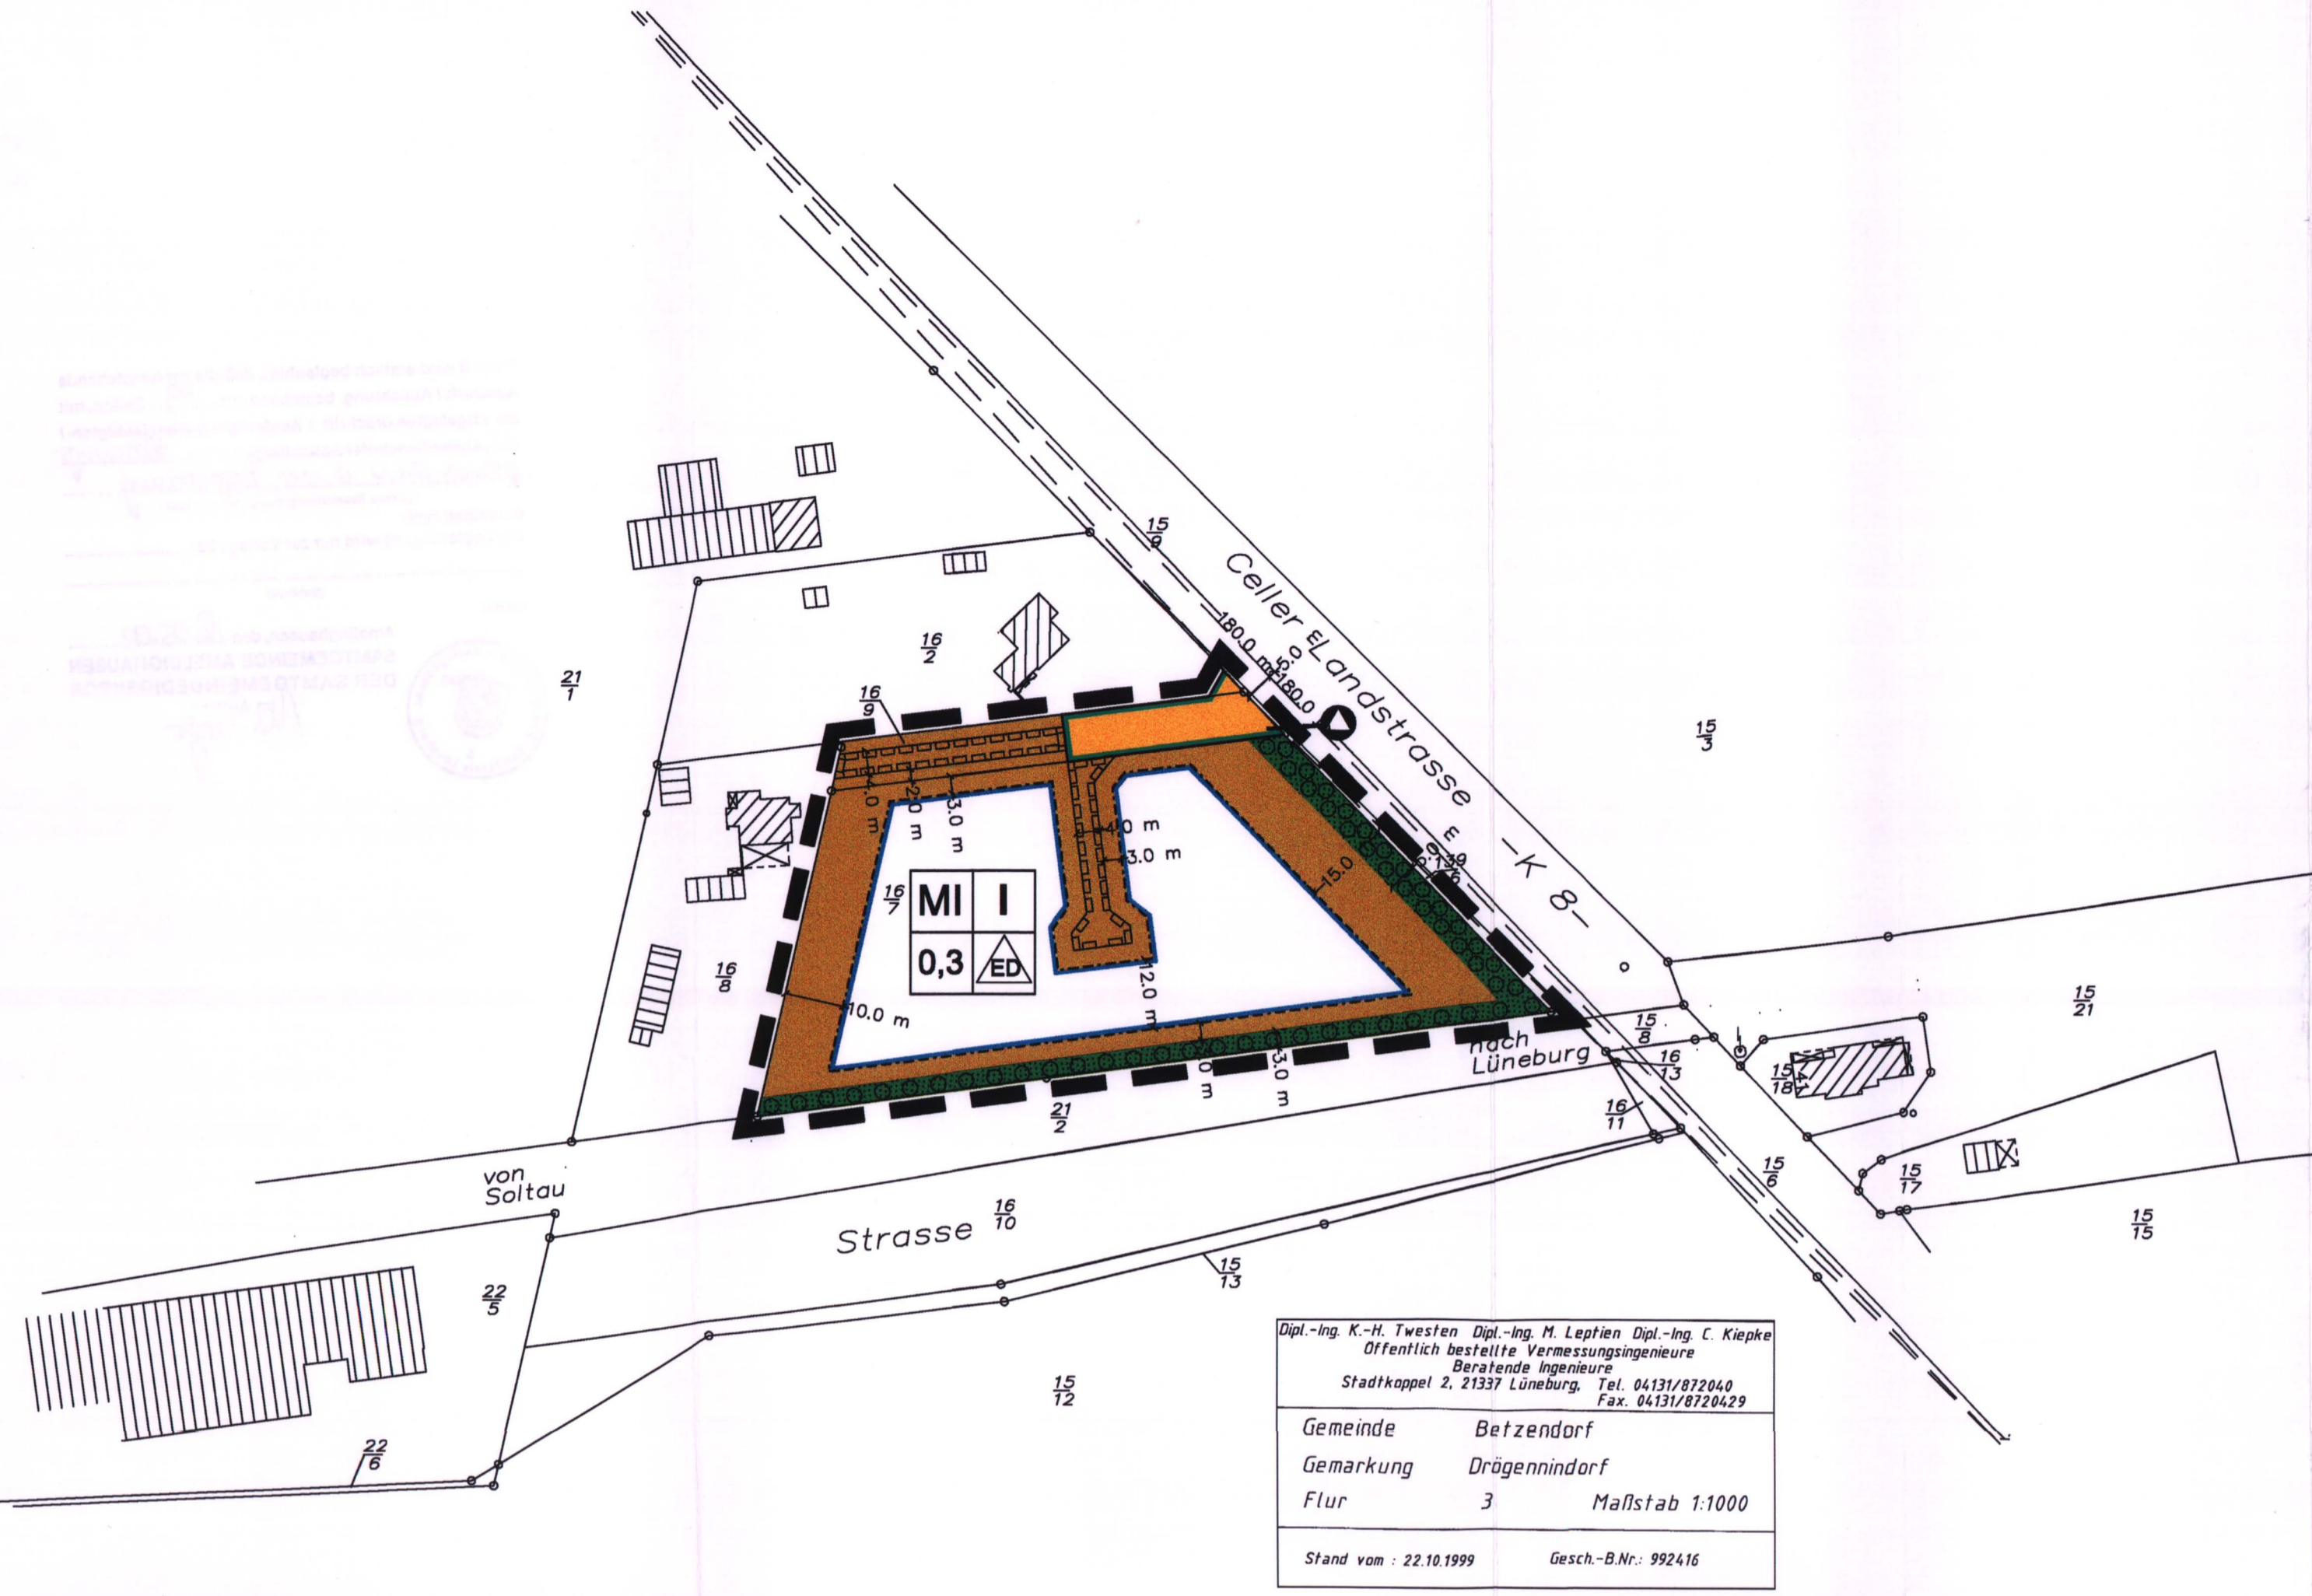 15
9
Celler Landstrasse -K 8-
180.0 m
5.0 m
180.0
16
2
21
1
16
9
15
3
4.0 m
2.0 m
3.0 m
4.0 m
3.0 m
15.0
16
7
MI I
0,3 ED
16
8
10.0 m
12.0 m
3.0 m
nach
Lüneburg
15
8
16
13
15
21
15
18
16
11
21
2
15
6
15
17
15
15
von
Soltau
Strasse
16
10
15
13
22
5
15
12
22
6
Dipl.-Ing. K.-H. Twesten Dipl.-Ing. M. Leptien Dipl.-Ing. C. Kiepke
Öffentlich bestellte Vermessungsingenieure
Beratende Ingenieure
Stadtkoppel 2, 21337 Lüneburg, Tel. 04131/872040
Fax. 04131/8720429
Gemeinde Betzendorf
Gemarkung Drögennindorf
Flur 3 Maßstab 1:1000
Stand vom : 22.10.1999 Gesch.-B.Nr.: 992416